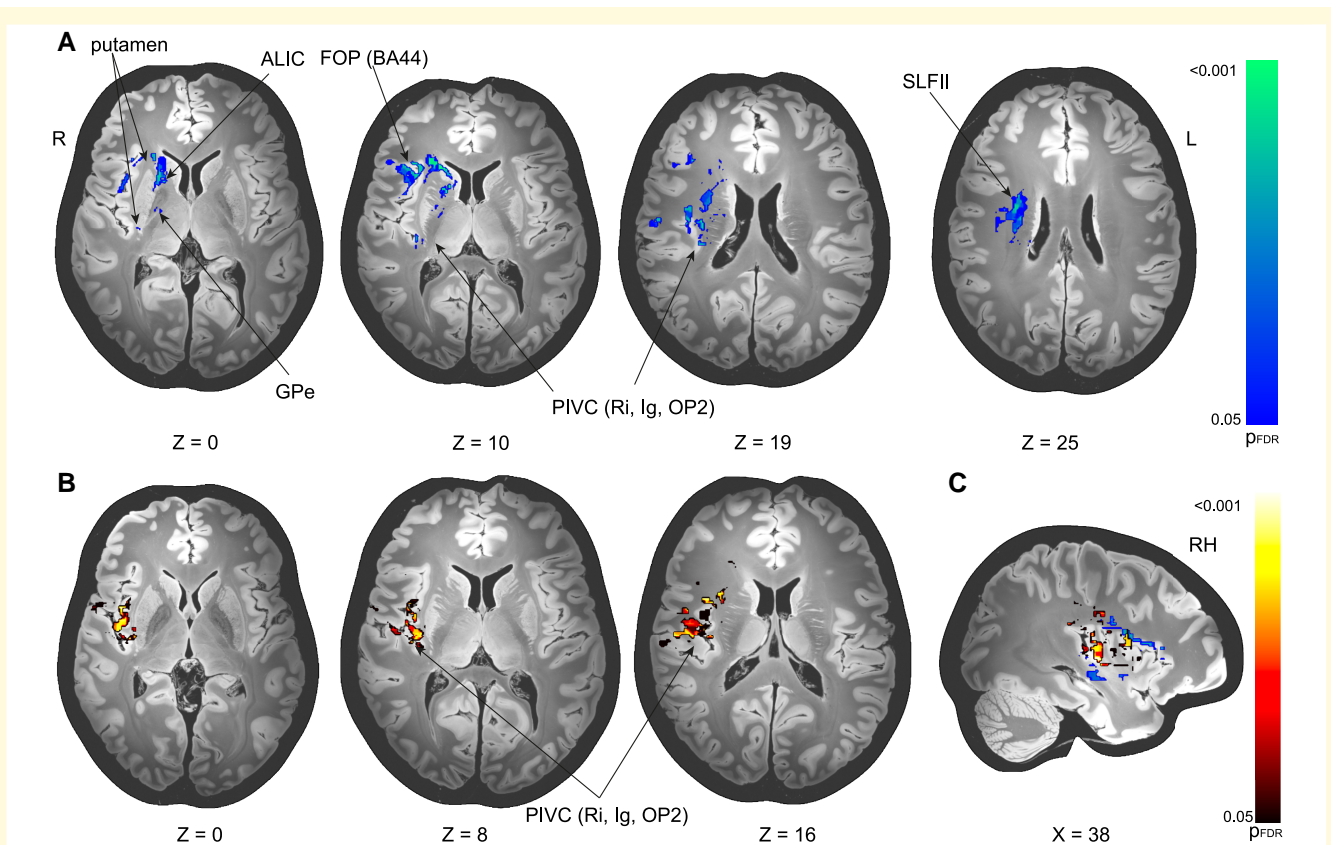 A
putamen
ALIC
FOP (BA44)
SLFII
<0.001
R
L
GPe
PIVC (Ri, Ig, OP2)
0.05
pFDR
Z = 0
Z = 10
Z = 19
Z = 25
B
C
<0.001
RH
PIVC (Ri, Ig, OP2)
0.05
pFDR
Z = 0
Z = 8
Z = 16
X = 38